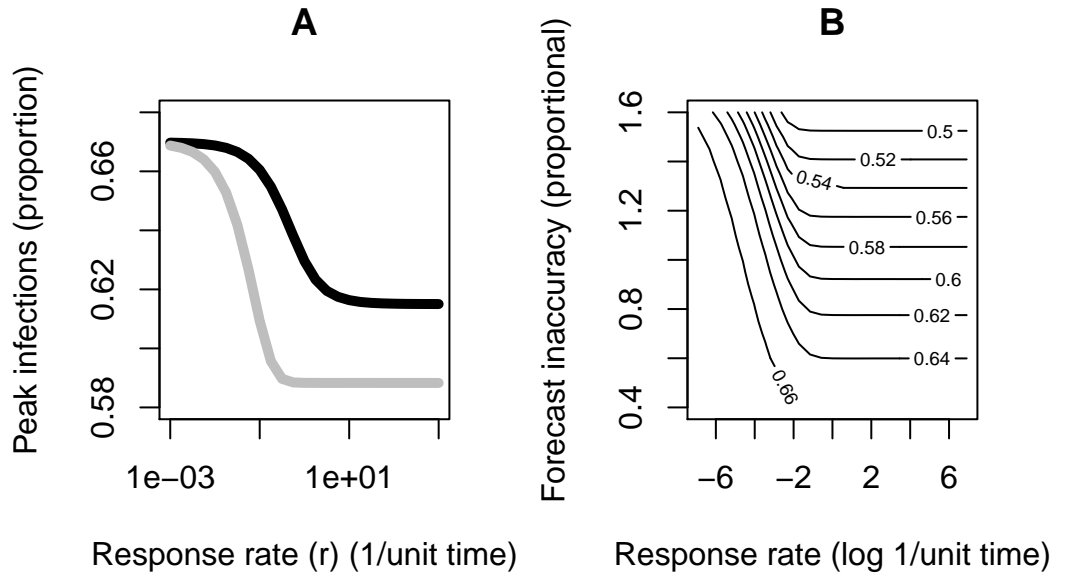 A
Peak infections (proportion)
0.66
0.62
0.58
1e−03
1e+01
Response rate (r) (1/unit time)
B
Forecast inaccuracy (proportional)
1.6
1.2
0.8
0.4
0.5
0.52
0.54
0.56
0.58
0.6
0.62
0.64
0.66
−6
−2
2
6
Response rate (log 1/unit time)